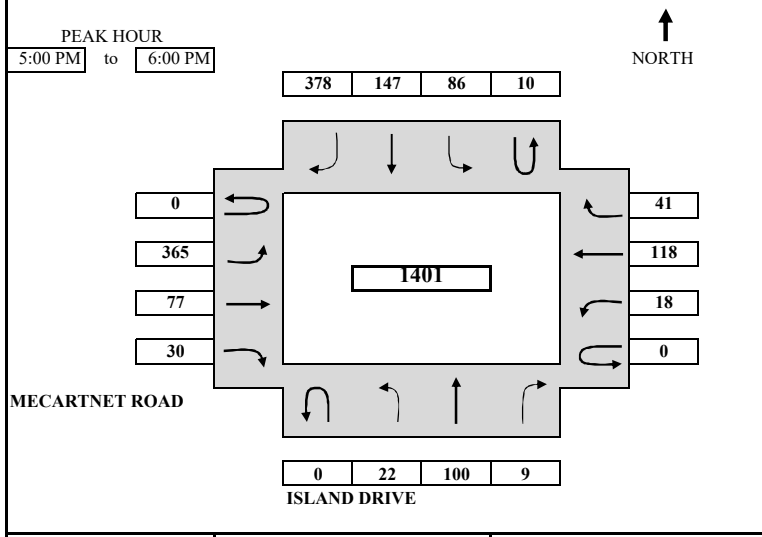 PEAK HOUR
5:00 PM to 6:00 PM
NORTH
378 147 86 10
0
41
365
118
1401
77
18
30
0
MECARTNET ROAD
0 22 100 9
ISLAND DRIVE